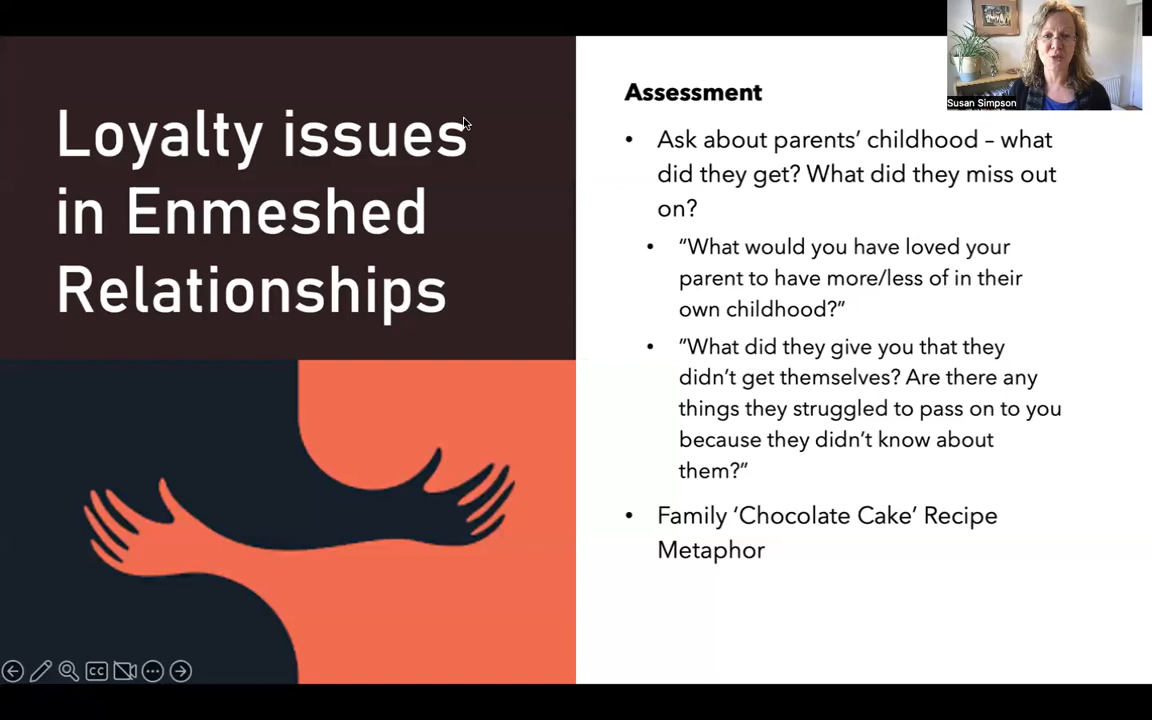 Loyalty issues
in Enmeshed
Relationships
Susan Simpson
Assessment
• Ask about parents’ childhood – what
did they get? What did they miss out
on?
• “What would you have loved your
parent to have more/less of in their
own childhood?”
• ”What did they give you that they
didn’t get themselves? Are there any
things they struggled to pass on to you
because they didn’t know about
them?”
• Family ‘Chocolate Cake’ Recipe
Metaphor
CC